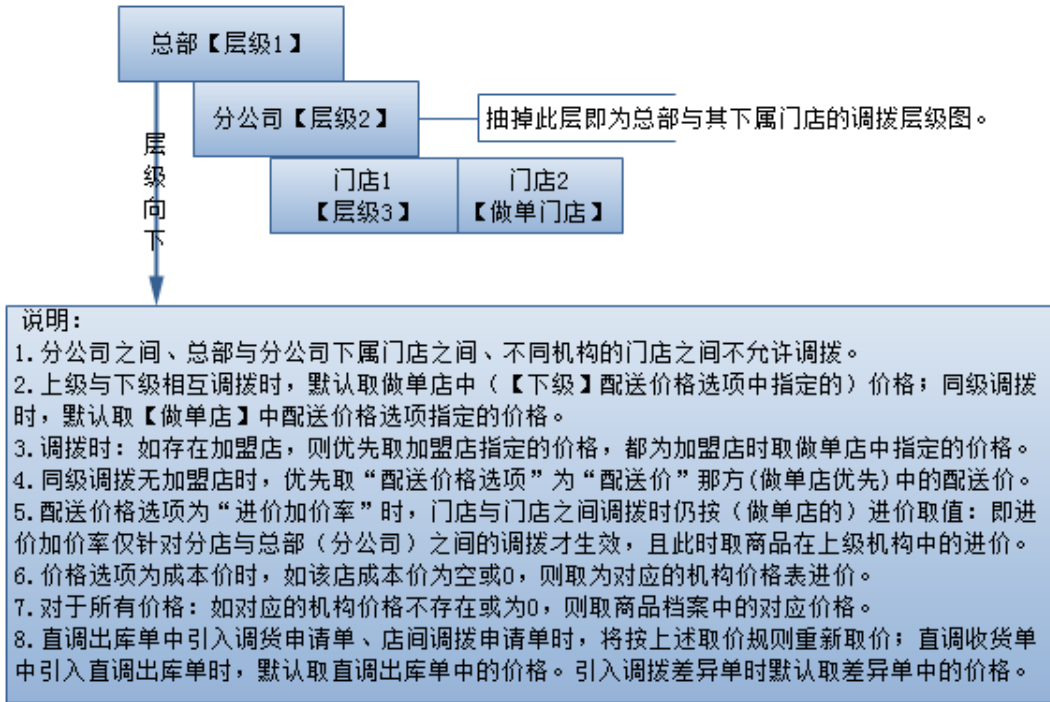 总部【层级1】
分公司【层级2】
抽掉此层即为总部与其下属门店的调拨层级图。
层级向下
门店1
【层级3】
门店2
【做单门店】
说明：
1.分公司之间、总部与分公司下属门店之间、不同机构的门店之间不允许调拨。
2.上级与下级相互调拨时，默认取做单店中（【下级】配送价格选项中指定的）价格；同级调拨
时，默认取【做单店】中配送价格选项指定的价格。
3.调拨时：如存在加盟店，则优先取加盟店指定的价格，都为加盟店时取做单店中指定的价格。
4.同级调拨无加盟店时，优先取“配送价格选项”为“配送价”那方(做单店优先)中的配送价。
5.配送价格选项为“进价加价率”时，门店与门店之间调拨时仍按（做单店的）进价取值：即进
价加价率仅针对分店与总部（分公司）之间的调拨才生效，且此时取商品在上级机构中的进价。
6.价格选项为成本价时，如该店成本价为空或0，则取为对应的机构价格表进价。
7.对于所有价格：如对应的机构价格不存在或为0，则取商品档案中的对应价格。
8.直调出库单中引入调货申请单、店间调拨申请单时，将按上述取价规则重新取价；直调收货单
中引入直调出库单时，默认取直调出库单中的价格。引入调拨差异单时默认取差异单中的价格。